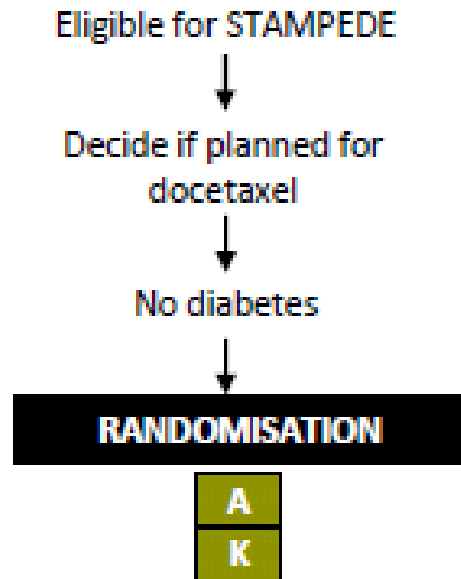 Eligible for STAMPEDE
Decide if planned for
docetaxel
No diabetes
RANDOMISATION
A
K